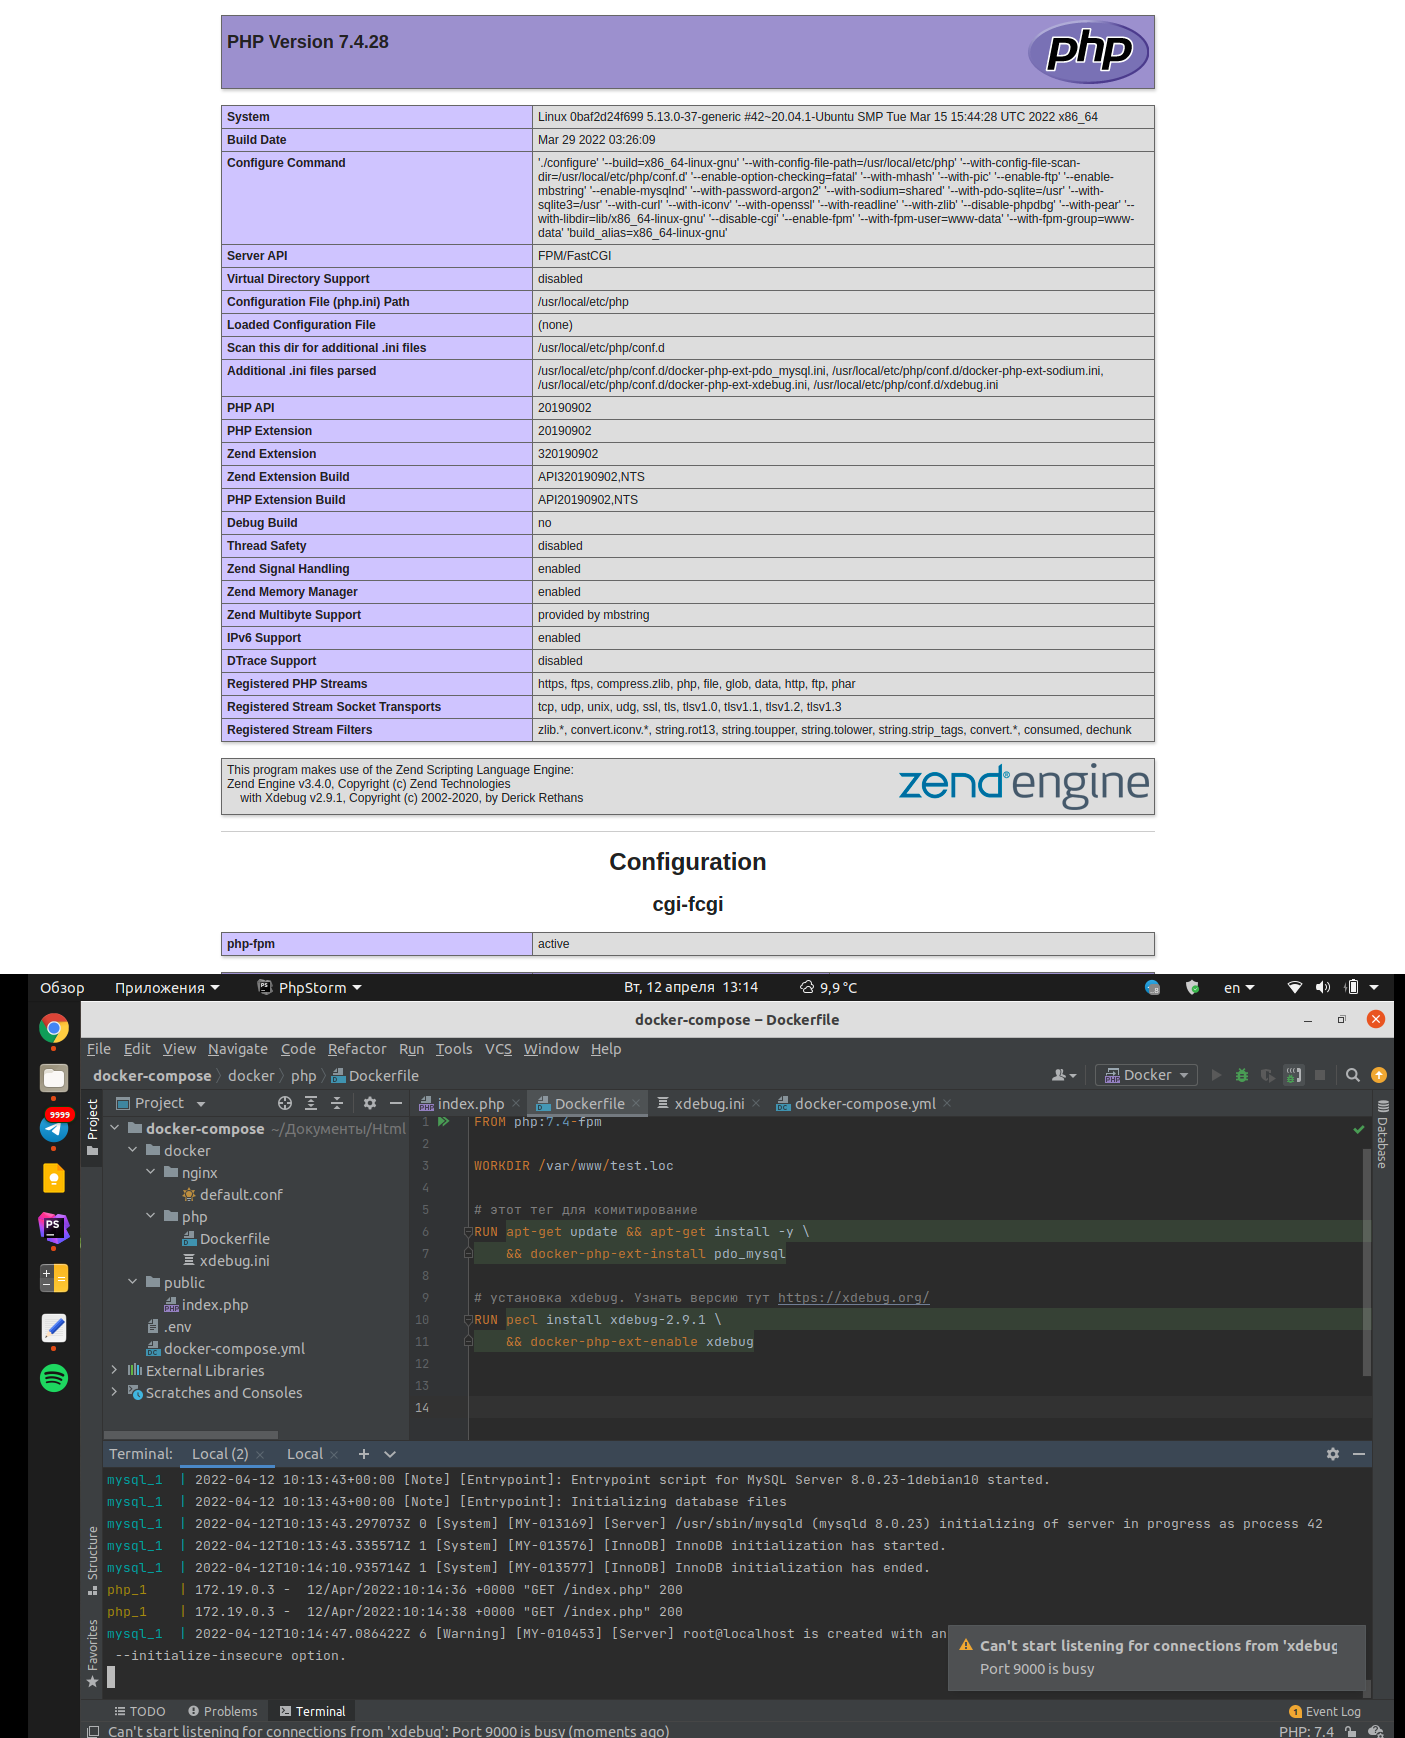 PHP Version 7.4.28
php
System Linux 0baf2d24f699 5.13.0-37-generic #42~20.04.1-Ubuntu SMP Tue Mar 15 15:44:28 UTC 2022 x86_64
Build Date Mar 29 2022 03:26:09
Configure Command './configure' '--build=x86_64-linux-gnu' '--with-config-file-path=/usr/local/etc/php' '--with-config-file-scan-
dir=/usr/local/etc/php/conf.d' '--enable-option-checking=fatal' '--with-mhash' '--with-pic' '--enable-ftp' '--enable-
mbstring' '--enable-mysqlnd' '--with-password-argon2' '--with-sodium=shared' '--with-pdo-sqlite=/usr' '--with-
sqlite3=/usr' '--with-curl' '--with-iconv' '--with-openssl' '--with-readline' '--with-zlib' '--disable-phpdbg' '--with-pear' '--
with-libdir=lib/x86_64-linux-gnu' '--disable-cgi' '--enable-fpm' '--with-fpm-user=www-data' '--with-fpm-group=www-
data' 'build_alias=x86_64-linux-gnu'
Server API FPM/FastCGI
Virtual Directory Support disabled
Configuration File (php.ini) Path /usr/local/etc/php
Loaded Configuration File (none)
Scan this dir for additional .ini files /usr/local/etc/php/conf.d
Additional .ini files parsed /usr/local/etc/php/conf.d/docker-php-ext-pdo_mysql.ini, /usr/local/etc/php/conf.d/docker-php-ext-sodium.ini,
/usr/local/etc/php/conf.d/docker-php-ext-xdebug.ini, /usr/local/etc/php/conf.d/xdebug.ini
PHP API 20190902
PHP Extension 20190902
Zend Extension 320190902
Zend Extension Build API320190902,NTS
PHP Extension Build API20190902,NTS
Debug Build no
Thread Safety disabled
Zend Signal Handling enabled
Zend Memory Manager enabled
Zend Multibyte Support provided by mbstring
IPv6 Support enabled
DTrace Support disabled
Registered PHP Streams https, ftps, compress.zlib, php, file, glob, data, http, ftp, phar
Registered Stream Socket Transports tcp, udp, unix, udg, ssl, tls, tlsv1.0, tlsv1.1, tlsv1.2, tlsv1.3
Registered Stream Filters zlib.*, convert.iconv.*, string.rot13, string.toupper, string.tolower, string.strip_tags, convert.*, consumed, dechunk
This program makes use of the Zend Scripting Language Engine:
Zend Engine v3.4.0, Copyright (c) Zend Technologies
with Xdebug v2.9.1, Copyright (c) 2002-2020, by Derick Rethans
zend® engine
Configuration
cgi-fcgi
php-fpm active
Обзор Приложения PhpStorm Вт, 12 апреля 13:14 9,9 °C en
docker-compose – Dockerfile
File Edit View Navigate Code Refactor Run Tools VCS Window Help
docker-compose docker php Dockerfile Docker
Project index.php Dockerfile xdebug.ini docker-compose.yml
9999
Project
Database
docker-compose ~/Документы/Html
docker
nginx
default.conf
php
Dockerfile
xdebug.ini
public
index.php
.env
docker-compose.yml
External Libraries
Scratches and Consoles
1 FROM php:7.4-fpm
2
3 WORKDIR /var/www/test.loc
4
5 # этот тег для комитирование
6 RUN apt-get update && apt-get install -y \
7 && docker-php-ext-install pdo_mysql
8
9 # установка xdebug. Узнать версию тут https://xdebug.org/
10 RUN pecl install xdebug-2.9.1 \
11 && docker-php-ext-enable xdebug
12
13
14
Terminal: Local (2) Local
mysql_1 | 2022-04-12 10:13:43+00:00 [Note] [Entrypoint]: Entrypoint script for MySQL Server 8.0.23-1debian10 started.
mysql_1 | 2022-04-12 10:13:43+00:00 [Note] [Entrypoint]: Initializing database files
mysql_1 | 2022-04-12T10:13:43.297073Z 0 [System] [MY-013169] [Server] /usr/sbin/mysqld (mysqld 8.0.23) initializing of server in progress as process 42
mysql_1 | 2022-04-12T10:13:43.335571Z 1 [System] [MY-013576] [InnoDB] InnoDB initialization has started.
mysql_1 | 2022-04-12T10:14:10.935714Z 1 [System] [MY-013577] [InnoDB] InnoDB initialization has ended.
php_1 | 172.19.0.3 - 12/Apr/2022:10:14:36 +0000 "GET /index.php" 200
php_1 | 172.19.0.3 - 12/Apr/2022:10:14:38 +0000 "GET /index.php" 200
mysql_1 | 2022-04-12T10:14:47.086422Z 6 [Warning] [MY-010453] [Server] root@localhost is created with an
--initialize-insecure option.
Can't start listening for connections from 'xdebug
Port 9000 is busy
Structure
Favorites
TODO Problems Terminal 1 Event Log
Can't start listening for connections from 'xdebug': Port 9000 is busy (moments ago) PHP: 7.4